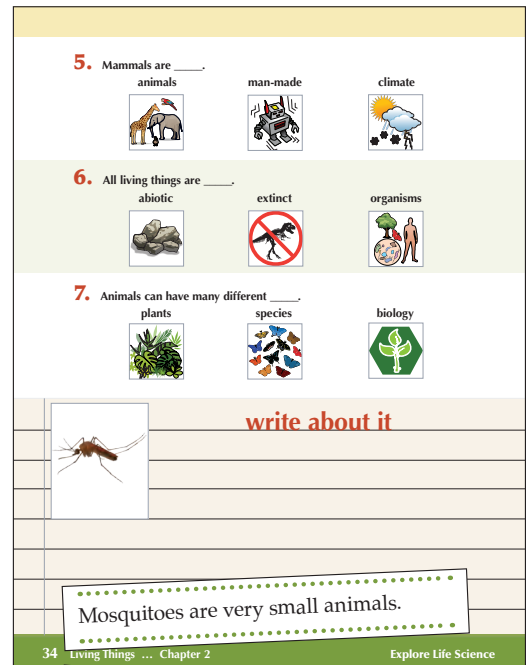 5. Mammals are _____.
animals man-made climate
6. All living things are _____.
abiotic extinct organisms
7. Animals can have many different _____.
plants species biology
write about it
Mosquitoes are very small animals.
34 Living Things ... Chapter 2 Explore Life Science